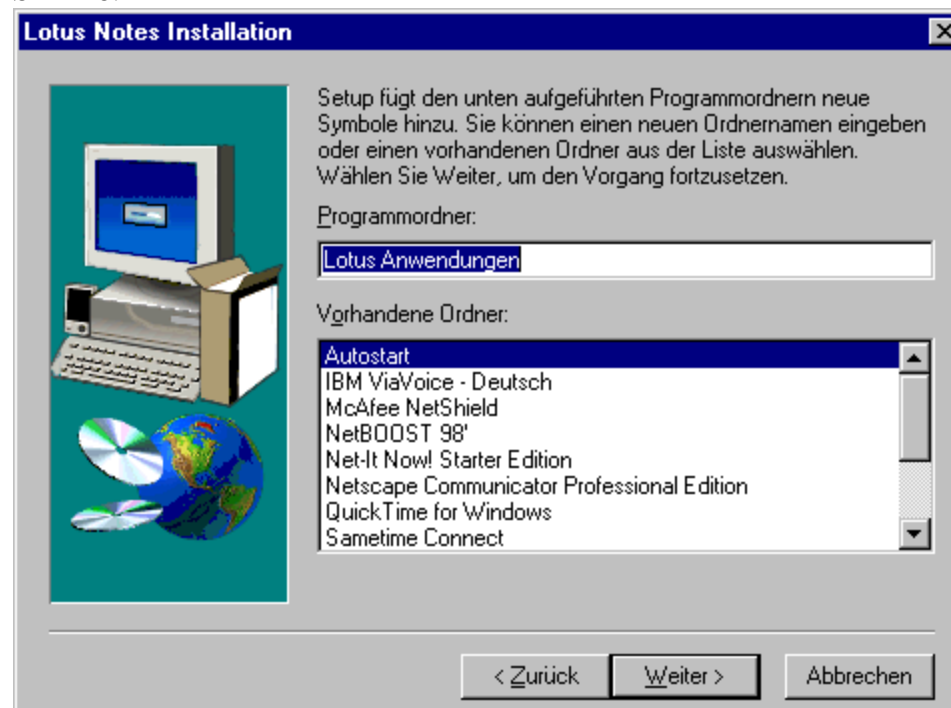 Lotus Notes Installation
Setup fügt den unten aufgeführten Programmordnern neue
Symbole hinzu. Sie können einen neuen Ordnernamen eingeben
oder einen vorhandenen Ordner aus der Liste auswählen.
Wählen Sie Weiter, um den Vorgang fortzusetzen.
Programmordner:
Lotus Anwendungen
Vorhandene Ordner:
Autostart
IBM ViaVoice - Deutsch
McAfee NetShield
NetBOOST 98'
Net-It Now! Starter Edition
Netscape Communicator Professional Edition
QuickTime for Windows
Sametime Connect
< Zurück
Weiter >
Abbrechen